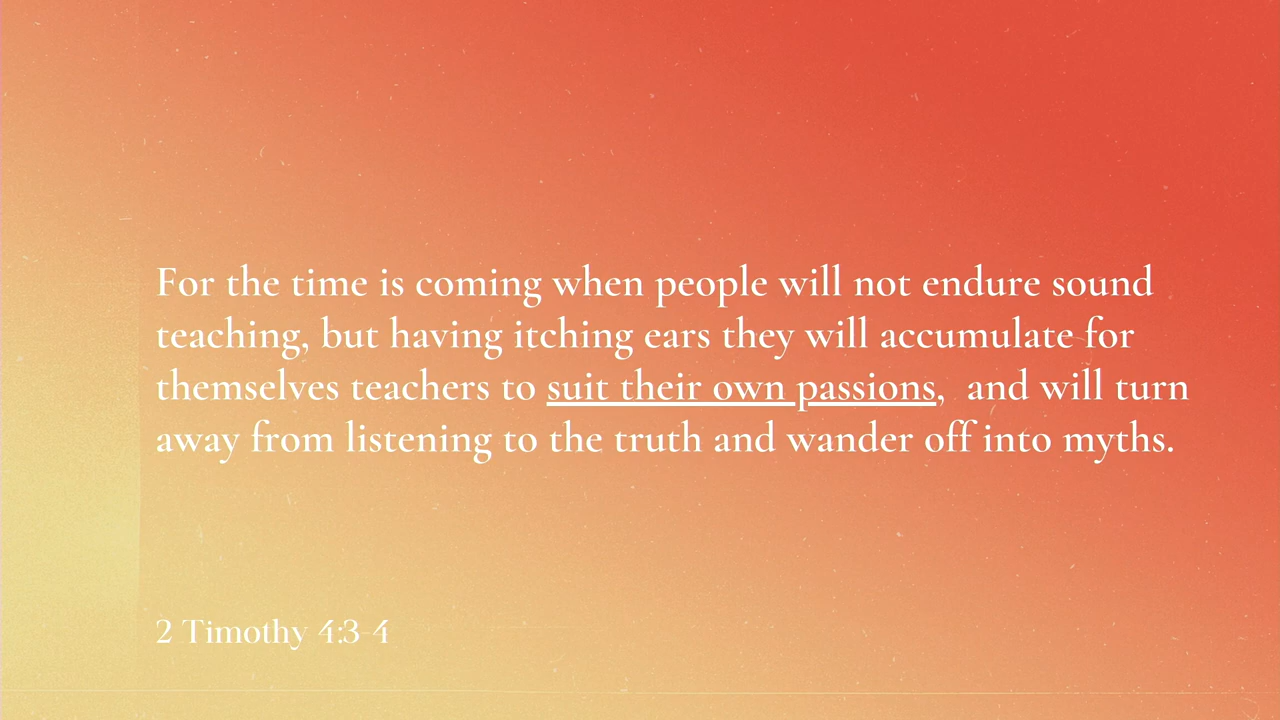 For the time is coming when people will not endure sound
teaching, but having itching ears they will accumulate for
themselves teachers to suit their own passions,  and will turn
away from listening to the truth and wander off into myths.
2 Timothy 4:3-4